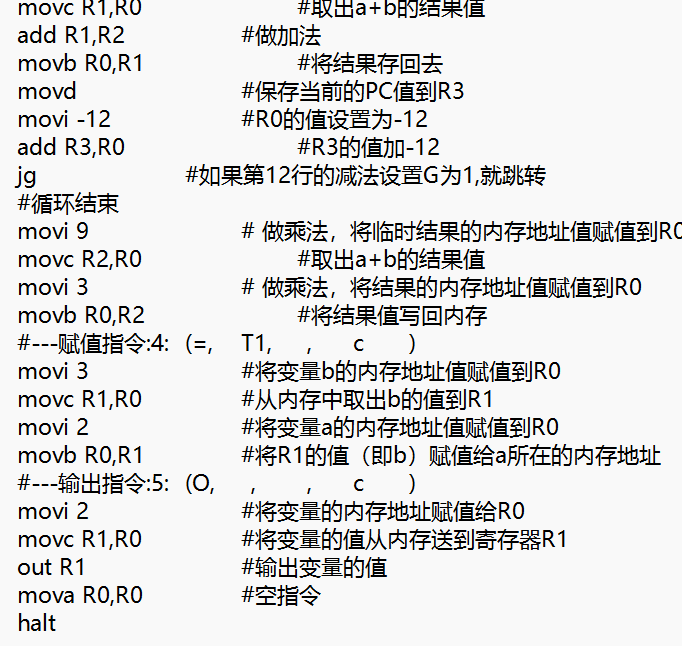 movc R1,R0 #取出a+b的结果值
add R1,R2 #做加法
movb R0,R1 #将结果存回去
movd #保存当前的PC值到R3
movi -12 #R0的值设置为-12
add R3,R0 #R3的值加-12
jg #如果第12行的减法设置G为1,就跳转
#循环结束
movi 9 # 做乘法，将临时结果的内存地址值赋值到R0
movc R2,R0 #取出a+b的结果值
movi 3 # 做乘法，将结果的内存地址值赋值到R0
movb R0,R2 #将结果值写回内存
#---赋值指令:4:（=, T1, , c ）
movi 3 #将变量b的内存地址值赋值到R0
movc R1,R0 #从内存中取出b的值到R1
movi 2 #将变量a的内存地址值赋值到R0
movb R0,R1 #将R1的值（即b）赋值给a所在的内存地址
#---输出指令:5:（O, , , c ）
movi 2 #将变量的内存地址赋值给R0
movc R1,R0 #将变量的值从内存送到寄存器R1
out R1 #输出变量的值
mova R0,R0 #空指令
halt